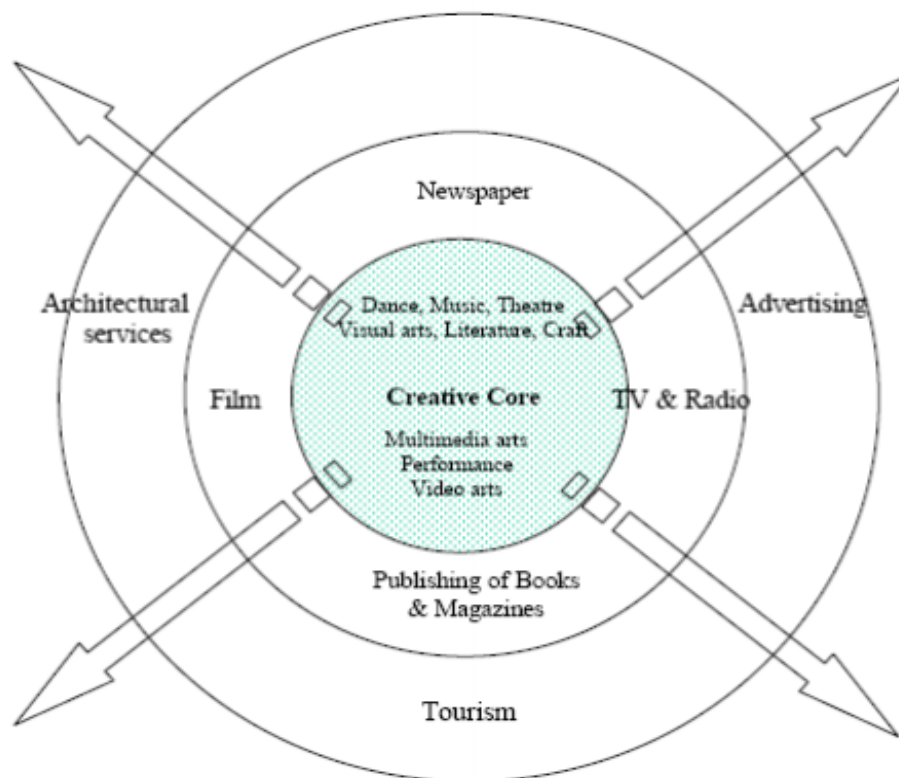 Newspaper
Architectural
services
Dance, Music, Theatre
Visual arts, Literature, Craft
Advertising
Film
Creative Core
TV & Radio
Multimedia arts
Performance
Video arts
Publishing of Books
& Magazines
Tourism